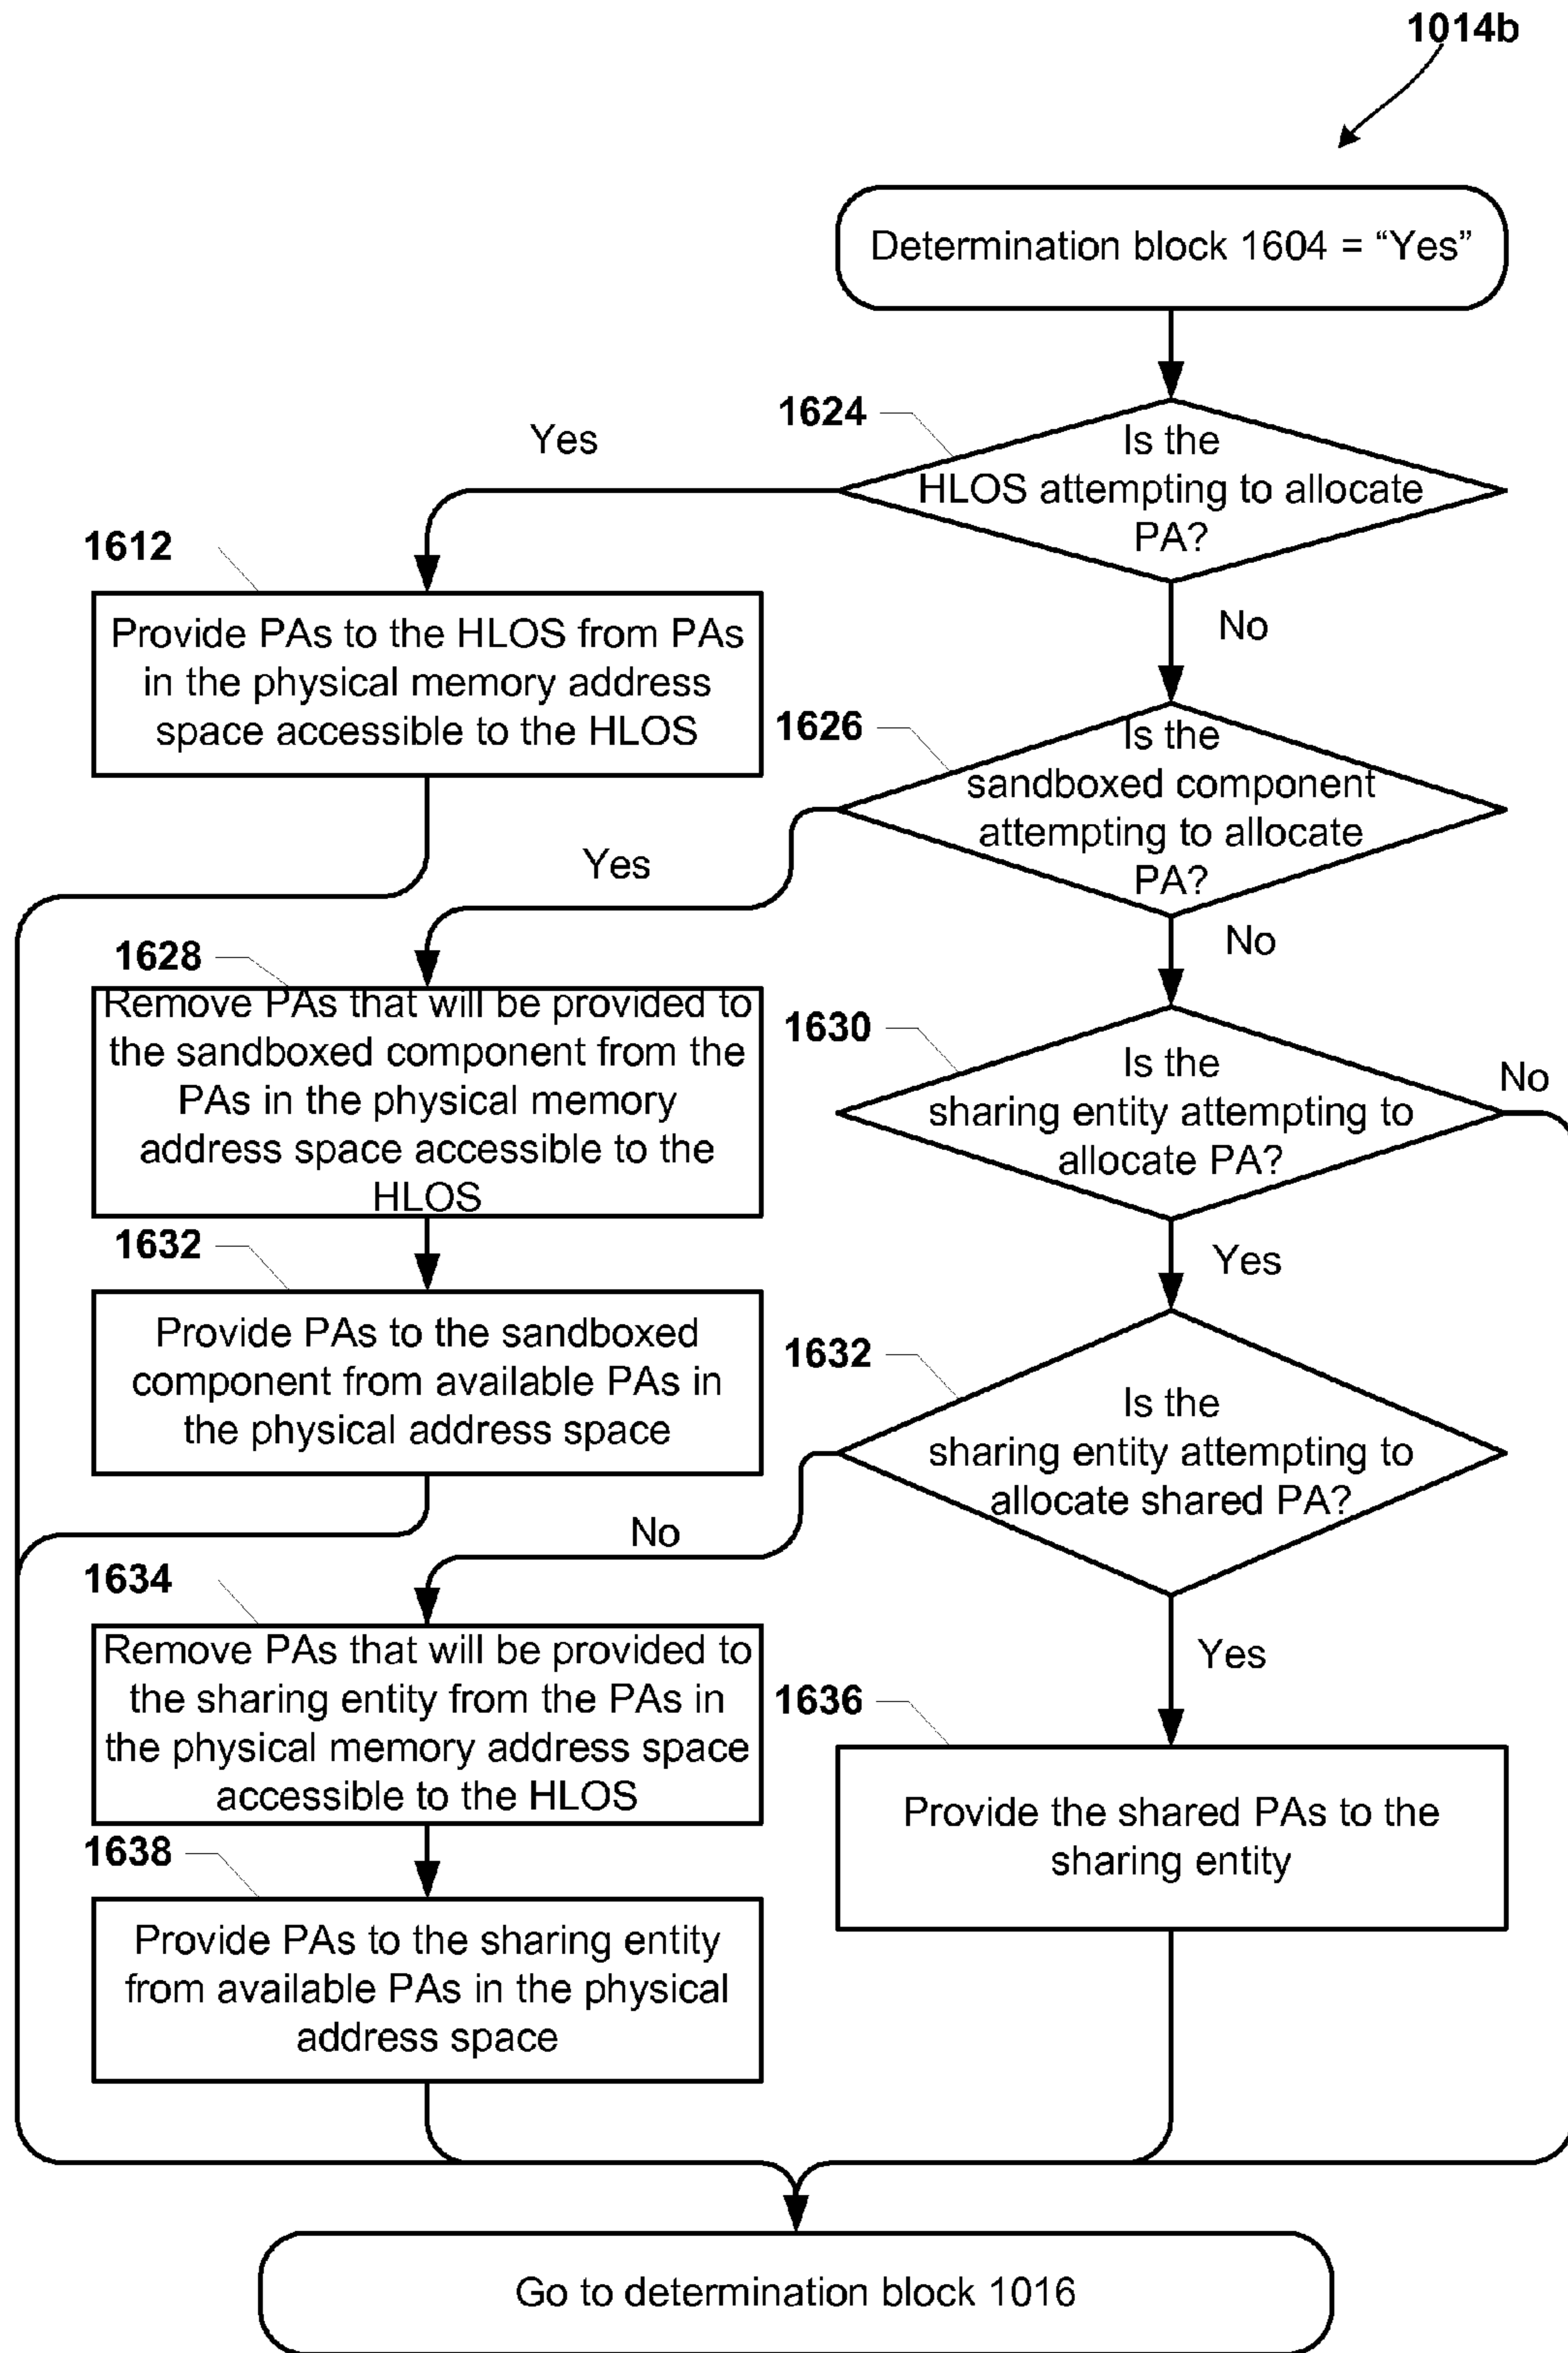 1014b
Determination block 1604 = “Yes”
1624
Is the
HLOS attempting to allocate
PA?
Yes
No
1612
Provide PAs to the HLOS from PAs
in the physical memory address
space accessible to the HLOS
1626
Is the
sandboxed component
attempting to allocate
PA?
Yes
No
1628
Remove PAs that will be provided to
the sandboxed component from the
PAs in the physical memory
address space accessible to the
HLOS
1630
Is the
sharing entity attempting to
allocate PA?
No
Yes
1632
Provide PAs to the sandboxed
component from available PAs in
the physical address space
1632
Is the
sharing entity attempting to
allocate shared PA?
No
Yes
1634
Remove PAs that will be provided to
the sharing entity from the PAs in
the physical memory address space
accessible to the HLOS
1636
Provide the shared PAs to the
sharing entity
1638
Provide PAs to the sharing entity
from available PAs in the physical
address space
Go to determination block 1016